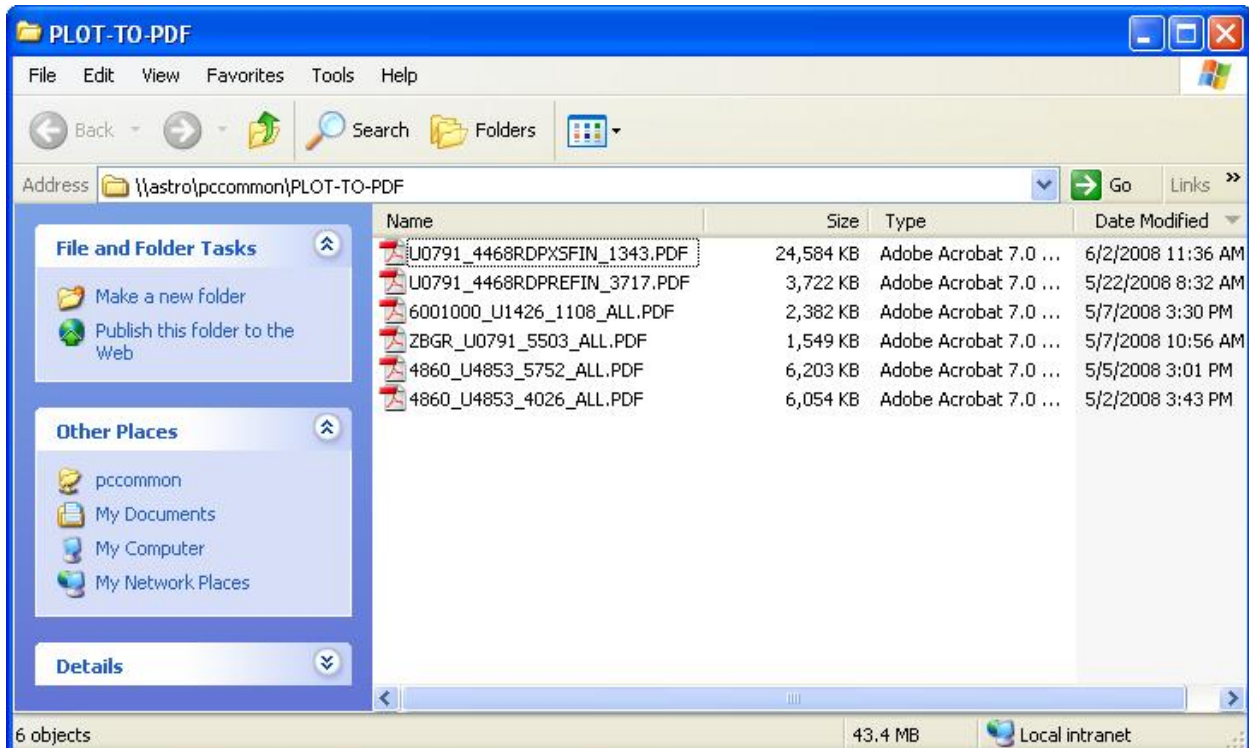 PLOT-TO-PDF
File Edit View Favorites Tools Help
Back Search Folders
Address \\astro\pccommon\PLOT-TO-PDF Go Links »
File and Folder Tasks
Make a new folder
Publish this folder to the
Web
Other Places
pccommon
My Documents
My Computer
My Network Places
Details
Name Size Type Date Modified
U0791_4468RDPXSFIN_1343.PDF 24,584 KB Adobe Acrobat 7.0 ... 6/2/2008 11:36 AM
U0791_4468RDPREFIN_3717.PDF 3,722 KB Adobe Acrobat 7.0 ... 5/22/2008 8:32 AM
6001000_U1426_1108_ALL.PDF 2,382 KB Adobe Acrobat 7.0 ... 5/7/2008 3:30 PM
ZBGR_U0791_5503_ALL.PDF 1,549 KB Adobe Acrobat 7.0 ... 5/7/2008 10:56 AM
4860_U4853_5752_ALL.PDF 6,203 KB Adobe Acrobat 7.0 ... 5/5/2008 3:01 PM
4860_U4853_4026_ALL.PDF 6,054 KB Adobe Acrobat 7.0 ... 5/2/2008 3:43 PM
6 objects 43.4 MB Local intranet